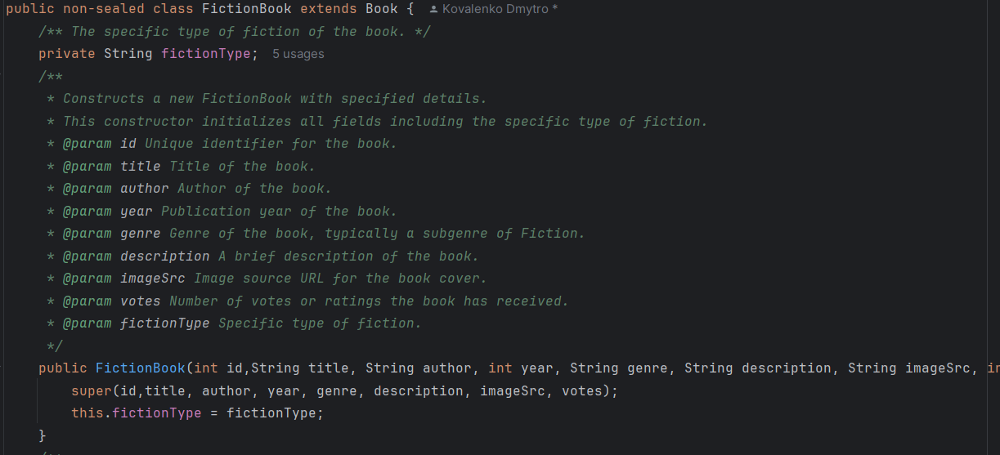 public non-sealed class FictionBook extends Book { Kovalenko Dmytro *
/** The specific type of fiction of the book. */
private String fictionType; 5 usages
/**
* Constructs a new FictionBook with specified details.
* This constructor initializes all fields including the specific type of fiction.
* @param id Unique identifier for the book.
* @param title Title of the book.
* @param author Author of the book.
* @param year Publication year of the book.
* @param genre Genre of the book, typically a subgenre of Fiction.
* @param description A brief description of the book.
* @param imageSrc Image source URL for the book cover.
* @param votes Number of votes or ratings the book has received.
* @param fictionType Specific type of fiction.
*/
public FictionBook(int id,String title, String author, int year, String genre, String description, String imageSrc,
super(id,title, author, year, genre, description, imageSrc, votes);
this.fictionType = fictionType;
}